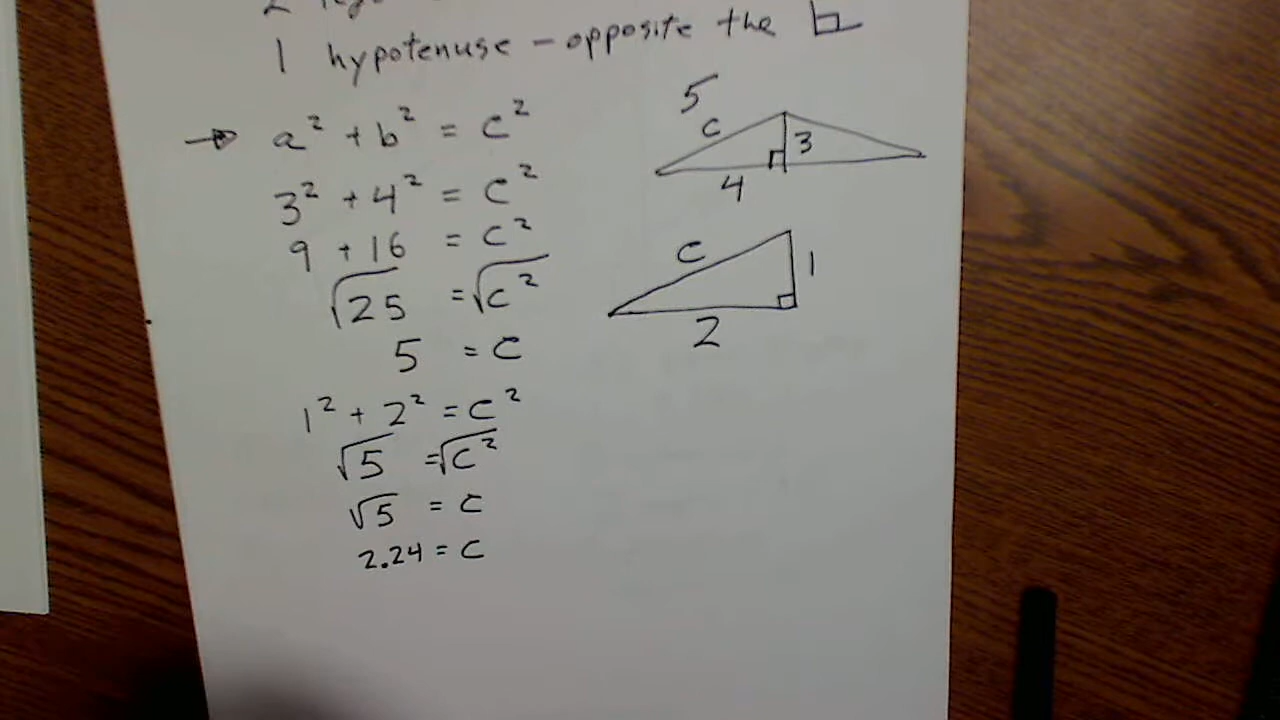 2
1 hypotenuse - opposite the
a² + b² = c²
3² + 4² = c²
9 + 16 = c²
√25 = √c²
5 = c
1² + 2² = c²
√5 = √c²
√5 = c
2.24 = c
5
c
3
4
c
1
2